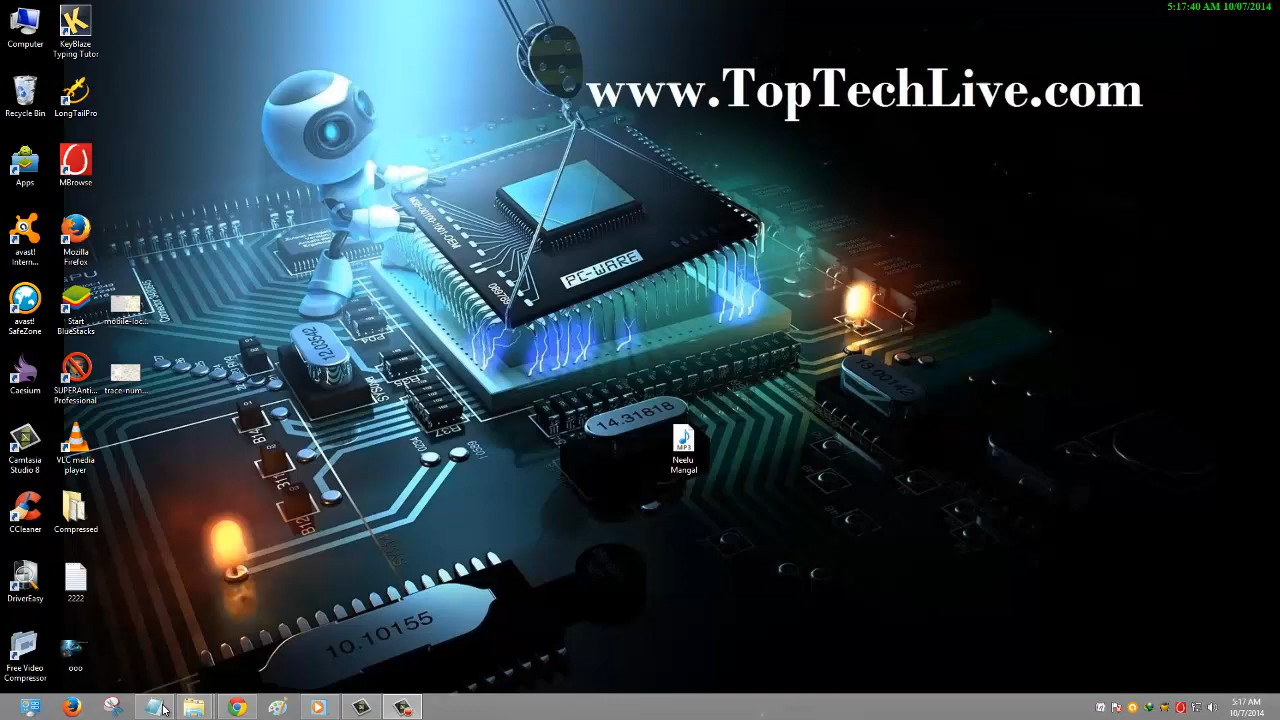 5:17:40 AM 10/07/2014
www.TopTechLive.com
Computer
KeyBlaze
Typing Tutor
Recycle Bin
LongTailPro
Apps
MBrowse
avast!
Intern...
Mozilla
Firefox
avast!
SafeZone
Start
BlueStacks
mobile-loc...
Caesium
SUPERAnti...
Professional
trace-num...
Camtasia
Studio 8
VLC media
player
CCleaner
Compressed
DriverEasy
2222
Free Video
Compressor
ooo
MP3
Neelu
Mangal
PC-WARE
14.31818
10.10155
5:17 AM
10/7/2014